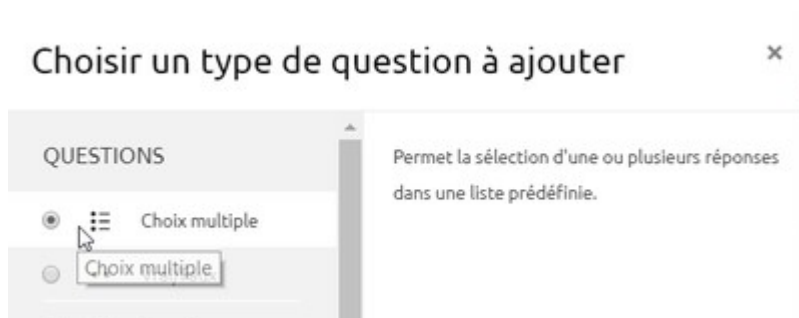 Choisir un type de question à ajouter ×
QUESTIONS
Permet la sélection d'une ou plusieurs réponses
dans une liste prédéfinie.
Choix multiple
Choix multiple